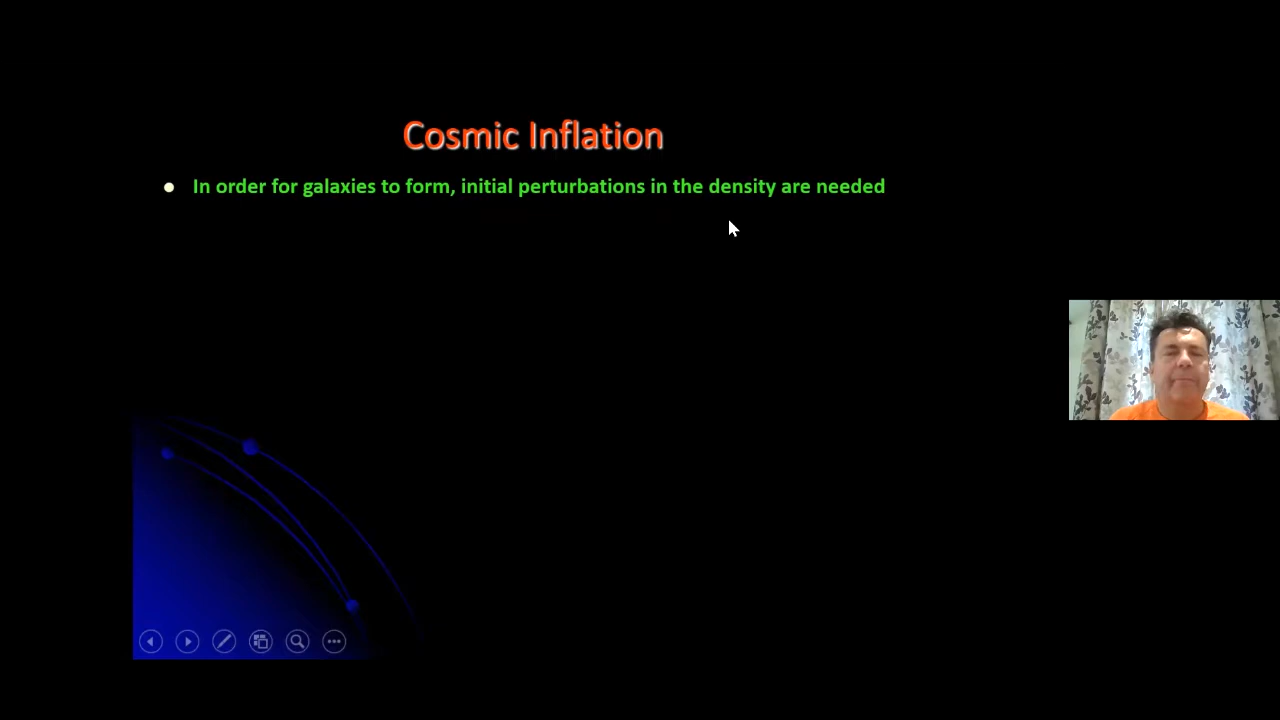 Cosmic Inflation
In order for galaxies to form, initial perturbations in the density are needed